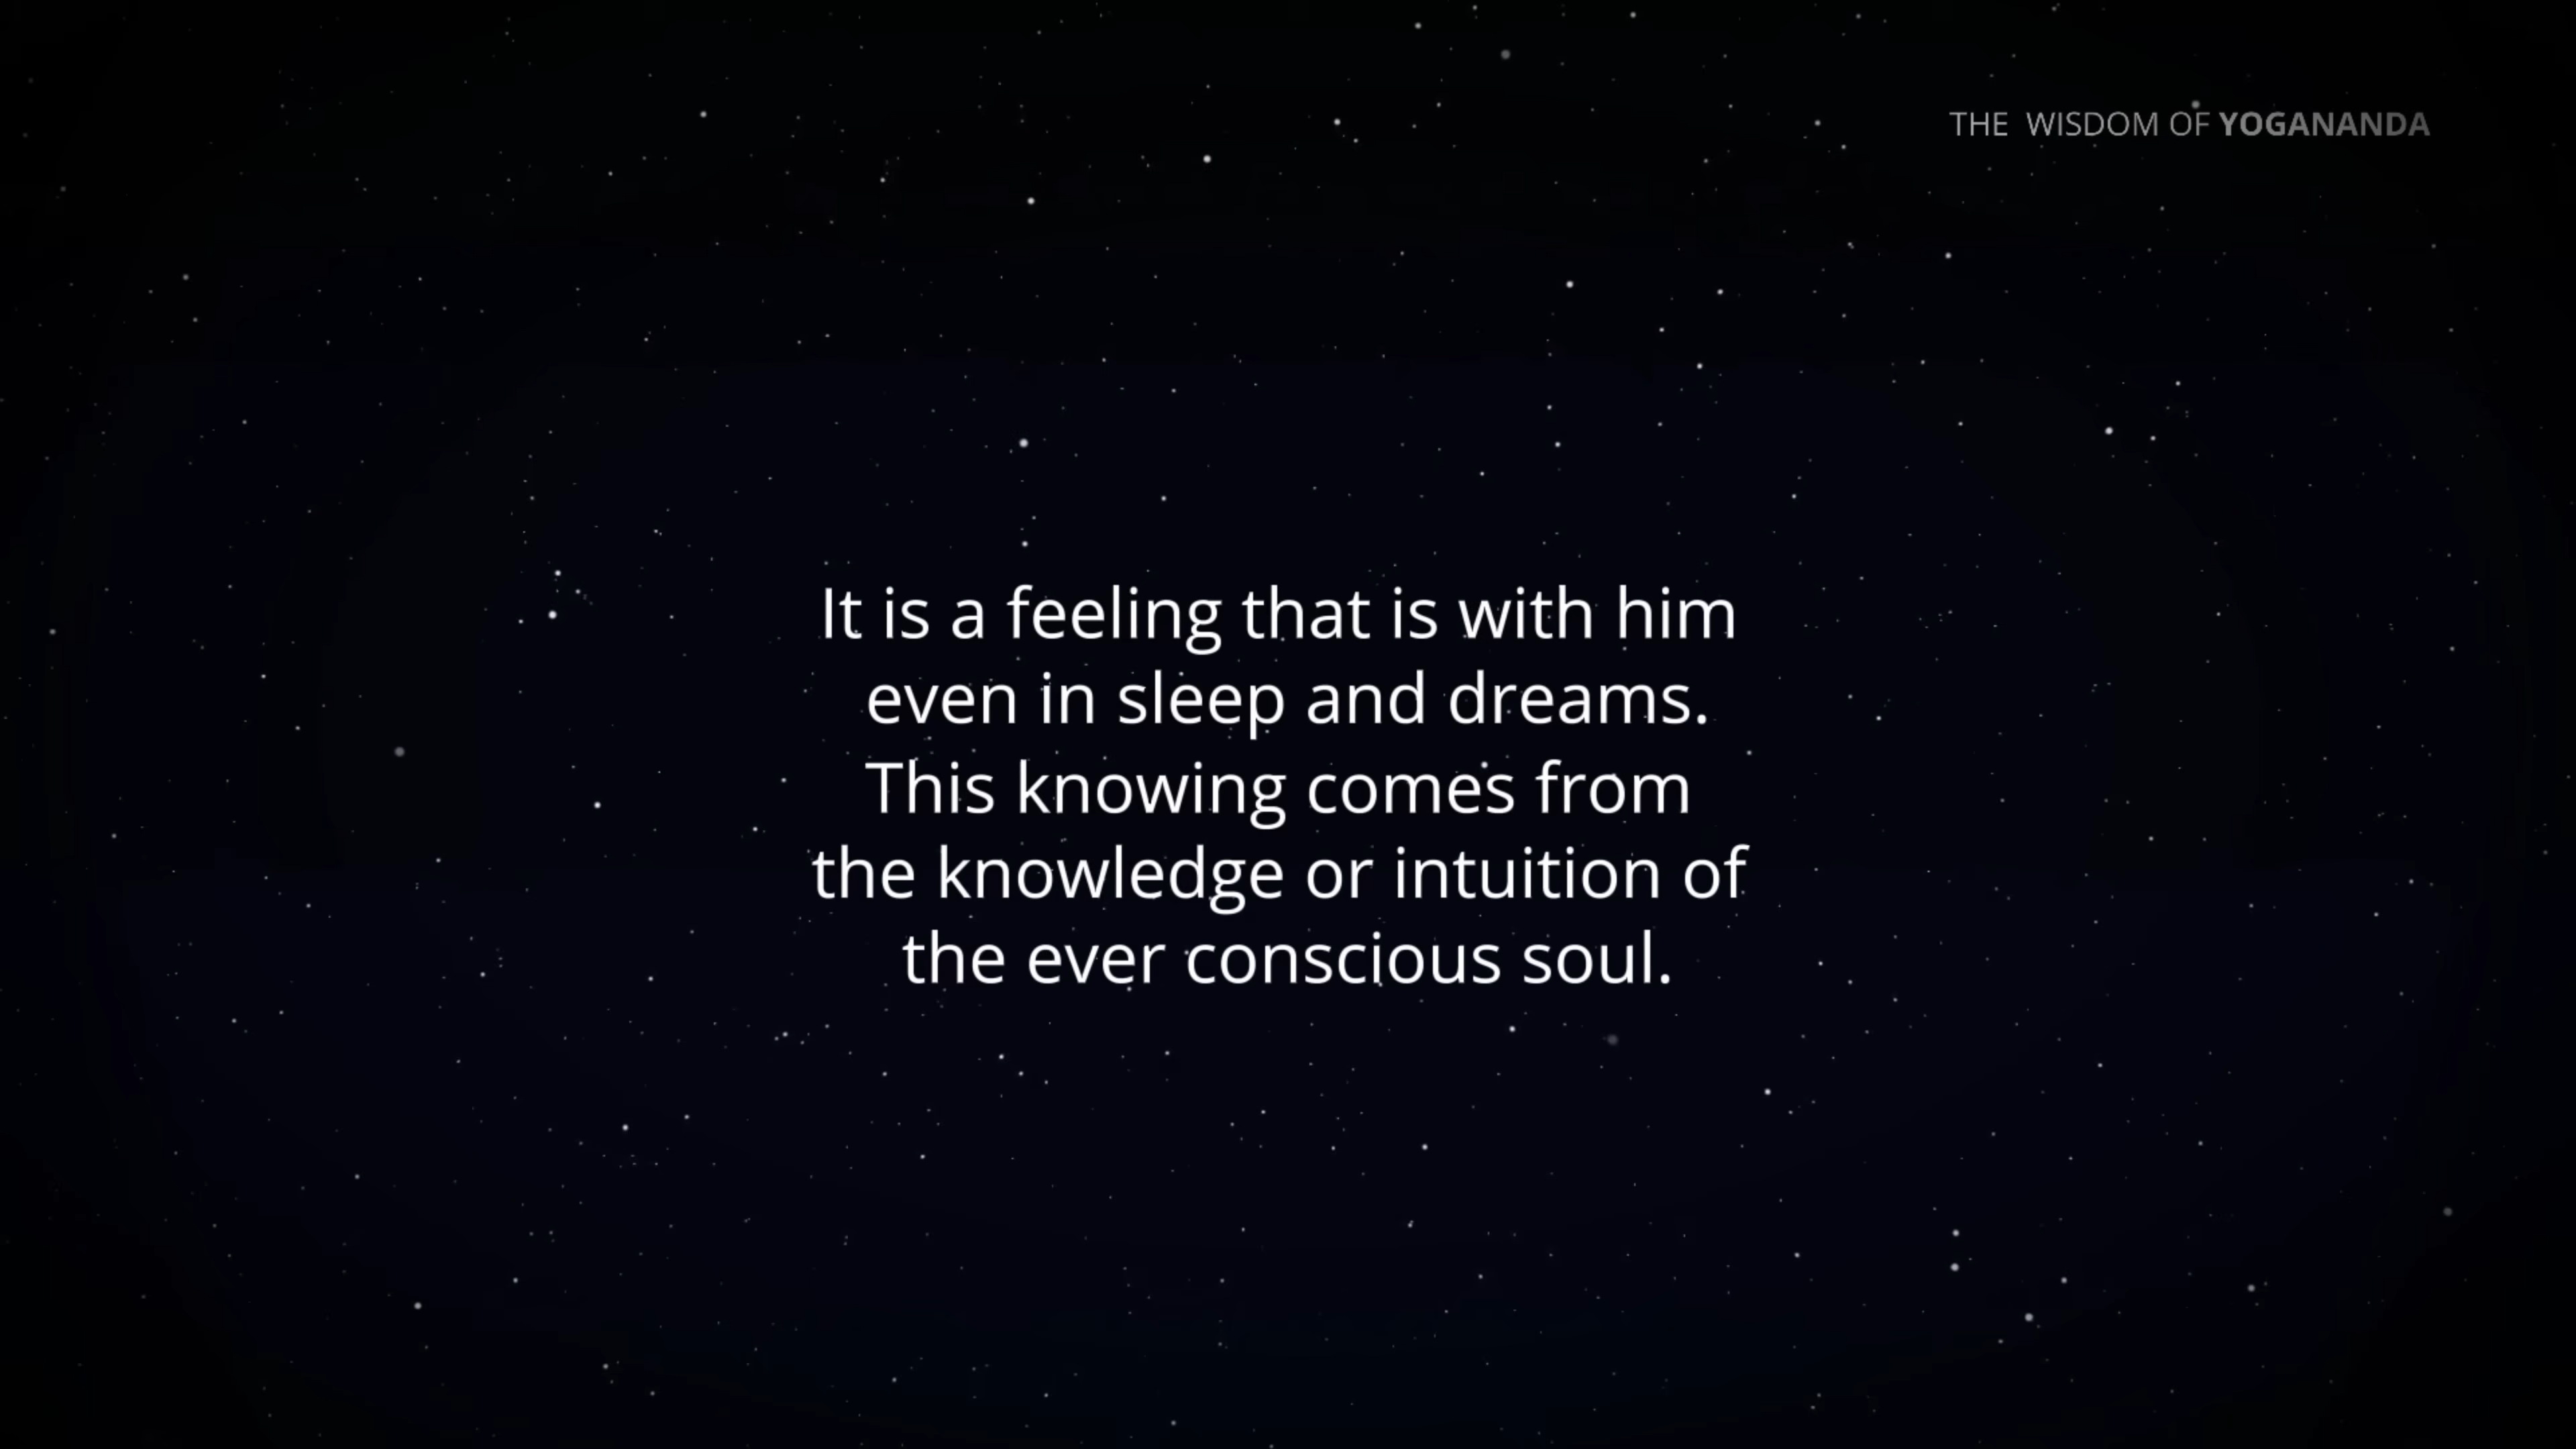 THE WISDOM OF YOGANANDA
It is a feeling that is with him
even in sleep and dreams.
This knowing comes from
the knowledge or intuition of
the ever conscious soul.